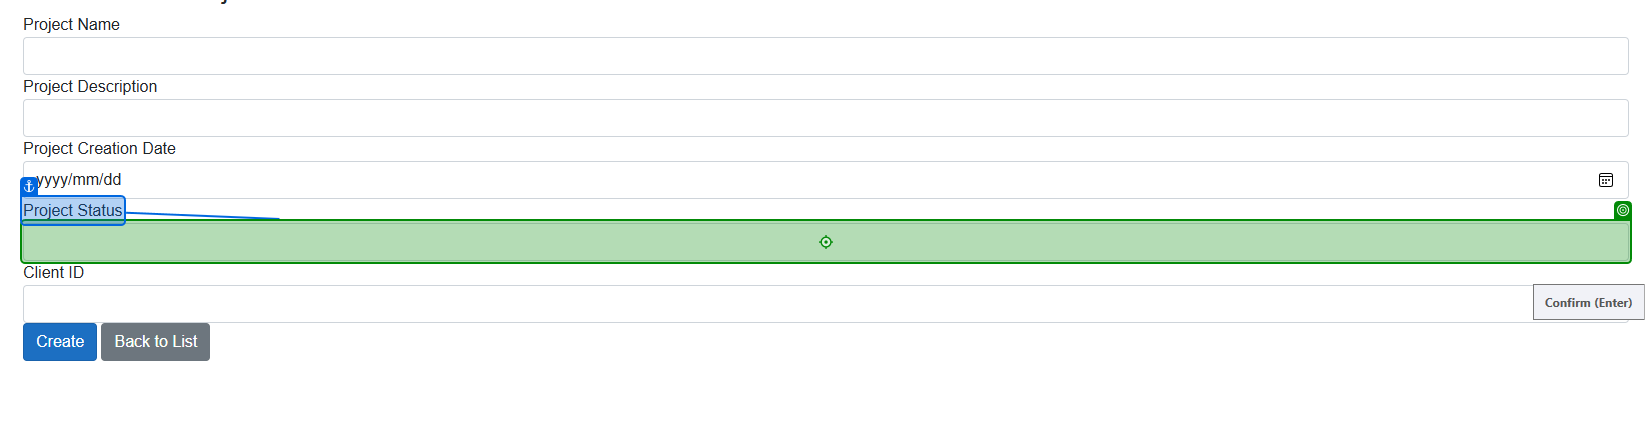 Project Name
Project Description
Project Creation Date
yyyy/mm/dd
Project Status
Client ID
Confirm (Enter)
Create Back to List